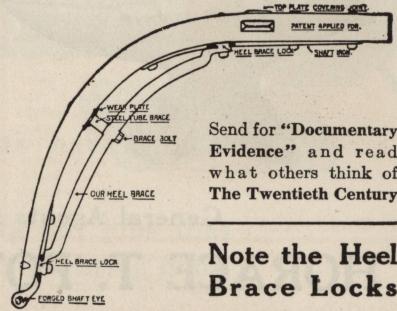 TOP PLATE COVERING JOINT.
PATENT APPLIED FOR.
HEEL BRACE LOCK
SHAFT IRON.
WEAR PLATE
STEEL TUBE BRACE
BRACE BOLT
OUR HEEL BRACE
HEEL BRACE LOCK
FORGED SHAFT EYE
Send for "Documentary
Evidence" and read
what others think of
The Twentieth Century
Note the Heel
Brace Locks